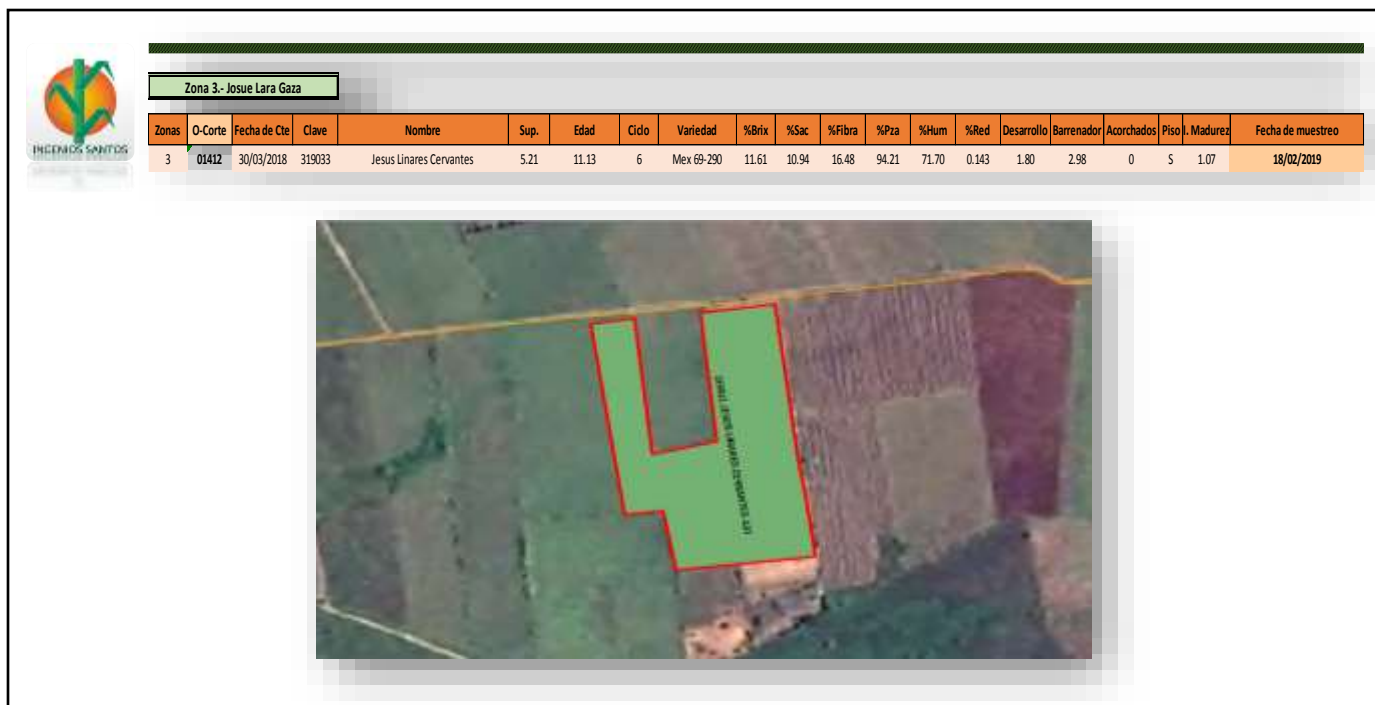 INGENIOS SANTOS
Zona 3.- Josue Lara Gaza
Zonas O-Corte Fecha de Cte Clave Nombre Sup. Edad Ciclo Variedad %Brix %Sac %Fibra %Pza %Hum %Red Desarrollo Barrenador Acorchados Piso I. Madurez Fecha de muestreo
3 01412 30/03/2018 319033 Jesus Linares Cervantes 5.21 11.13 6 Mex 69-290 11.61 10.94 16.48 94.21 71.70 0.143 1.80 2.98 0 S 1.07 18/02/2019